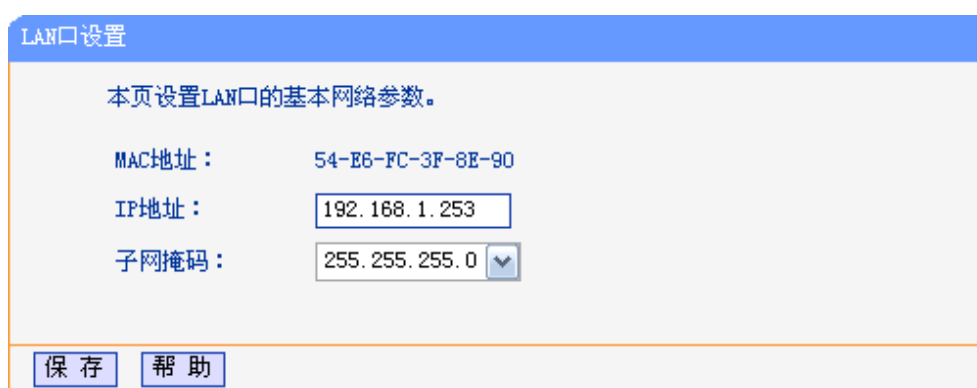 LAN口设置
本页设置LAN口的基本网络参数。
MAC地址： 54-E6-FC-3F-8E-90
IP地址： 192.168.1.253
子网掩码： 255.255.255.0
保 存 帮 助